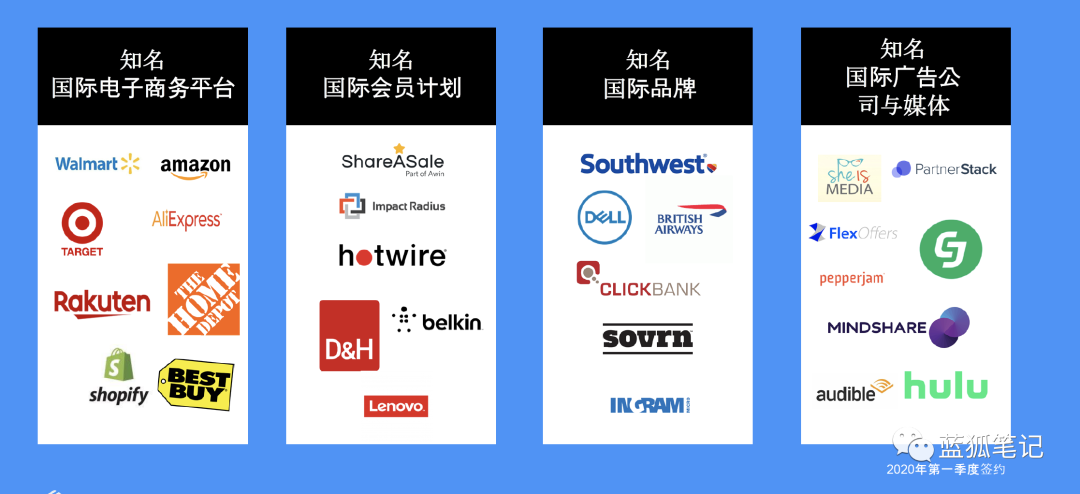 知名
国际电子商务平台
Walmart
amazon
TARGET
AliExpress
Rakuten
THE
HOME
DEPOT
shopify
BEST
BUY
知名
国际会员计划
ShareASale
Part of Awin
Impact Radius
hotwire
D&H
belkin
Lenovo
知名
国际品牌
Southwest
DELL
BRITISH
AIRWAYS
CLICKBANK
sovrn
INGRAM
MICRO
知名
国际广告公
司与媒体
she is
MEDIA
PartnerStack
FlexOffers
CJ
pepperjam
MINDSHARE
audible
hulu
蓝狐笔记
2020年第一季度签约